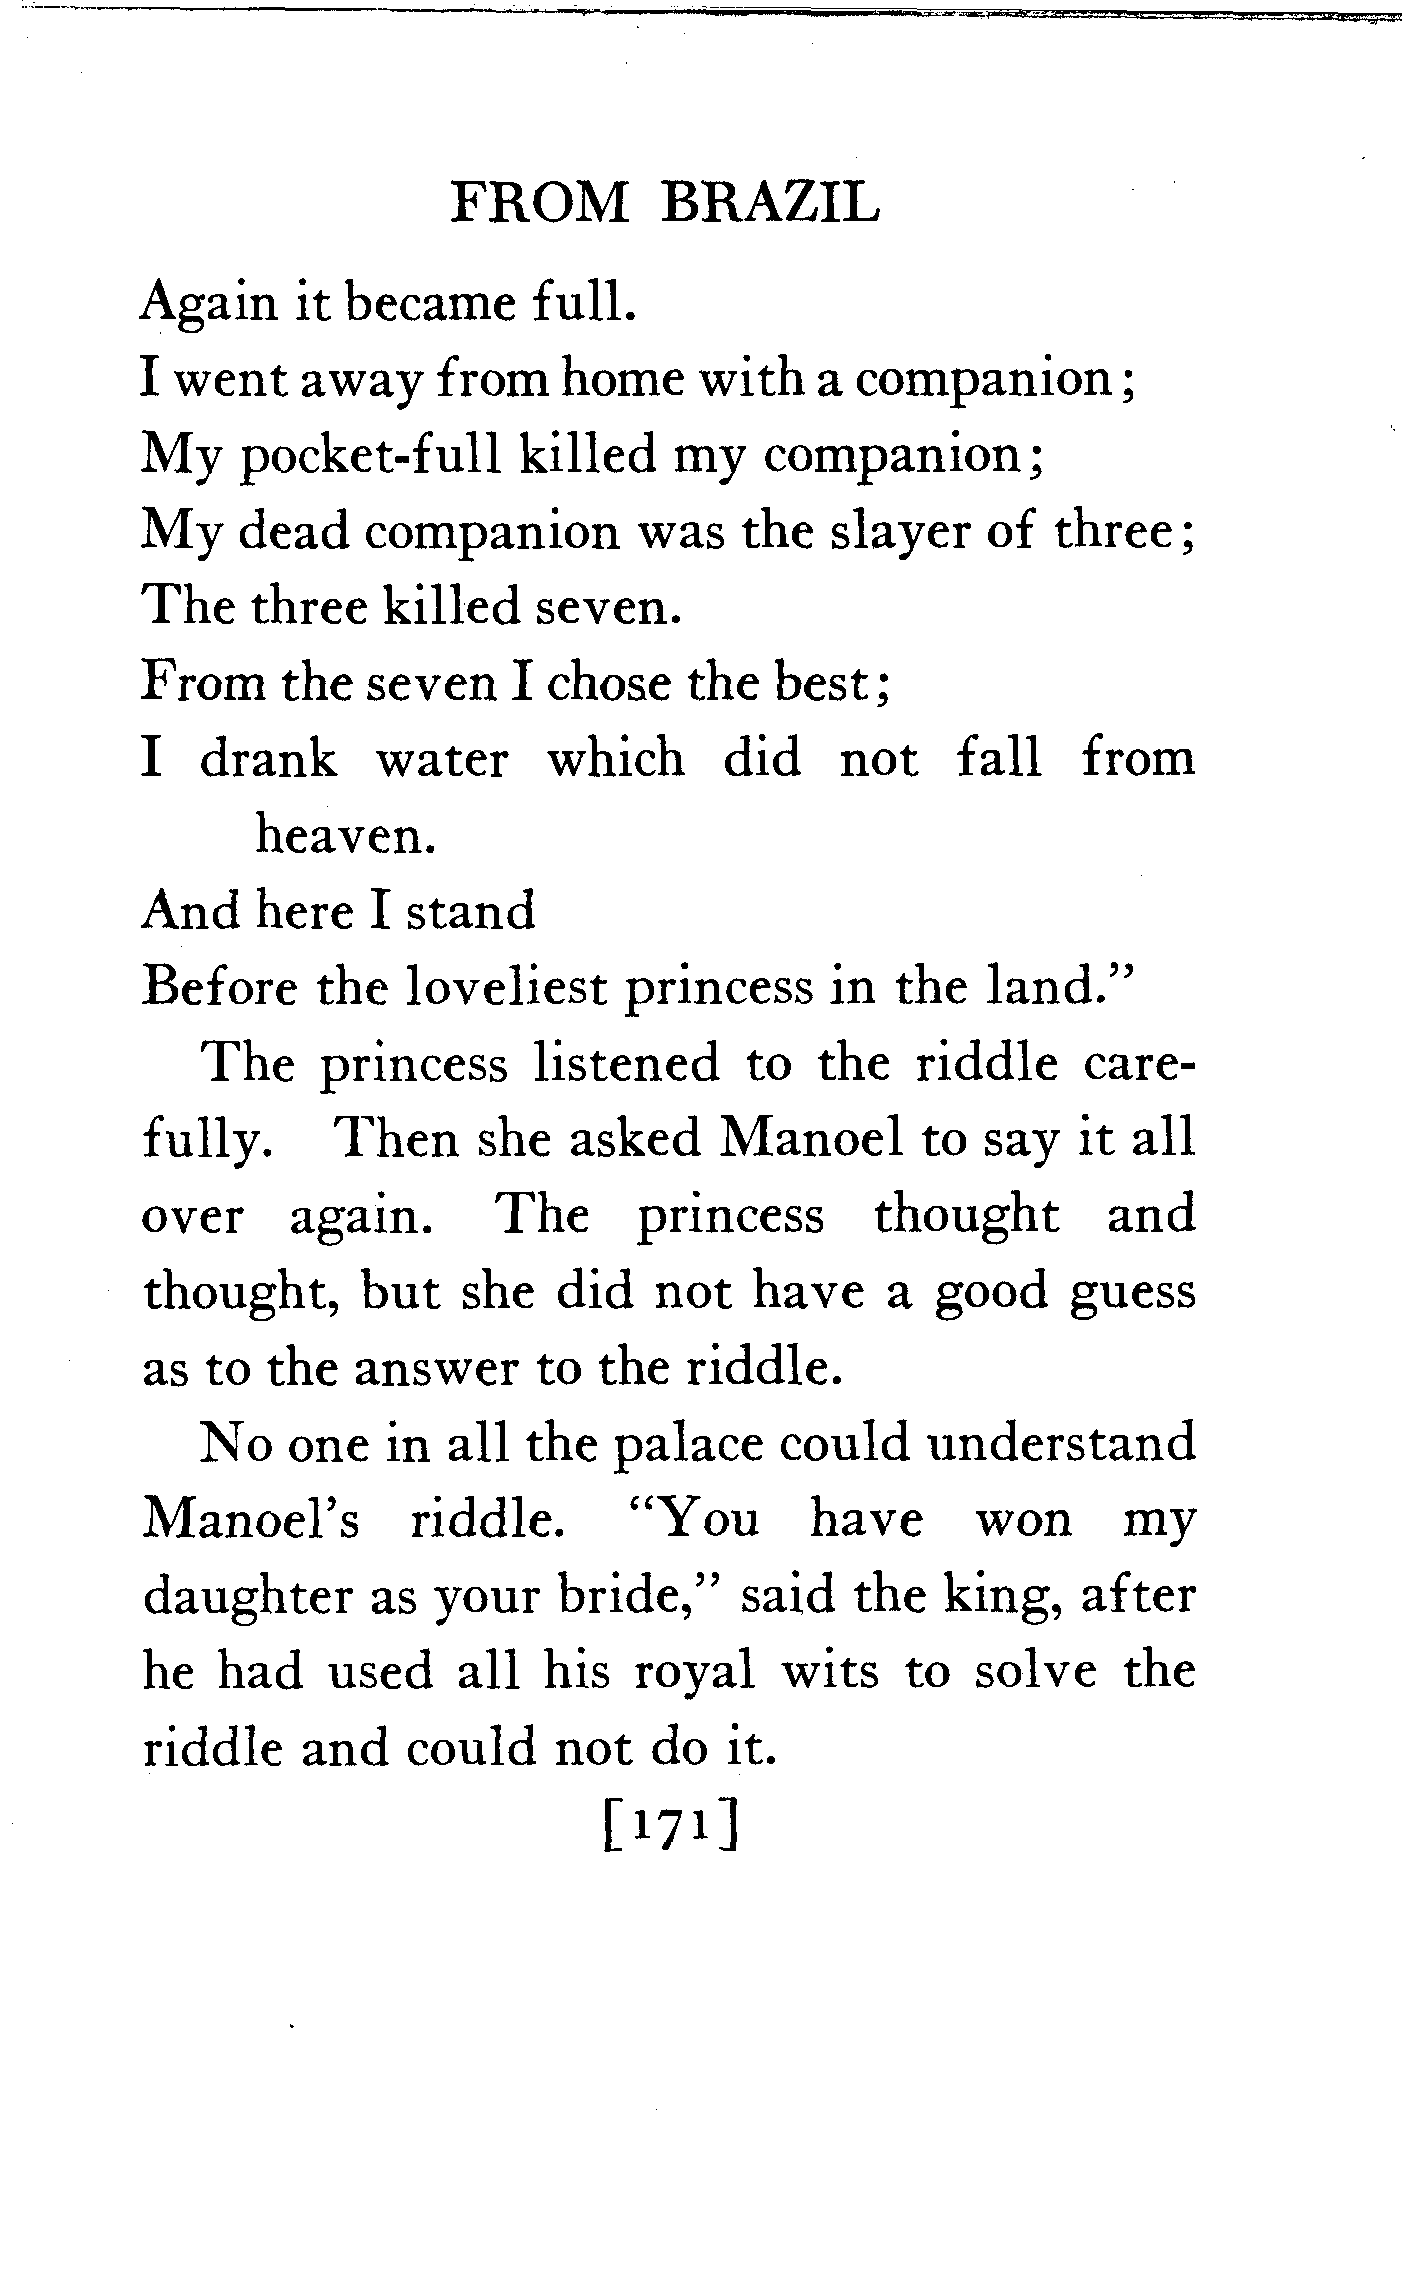 FROM BRAZIL
Again it became full.
I went away from home with a companion;
My pocket-full killed my companion;
My dead companion was the slayer of three;
The three killed seven.
From the seven I chose the best;
I drank water which did not fall from
heaven.
And here I stand
Before the loveliest princess in the land.”
The princess listened to the riddle care-
fully. Then she asked Manoel to say it all
over again. The princess thought and
thought, but she did not have a good guess
as to the answer to the riddle.
No one in all the palace could understand
Manoel’s riddle. “You have won my
daughter as your bride,” said the king, after
he had used all his royal wits to solve the
riddle and could not do it.
[171]